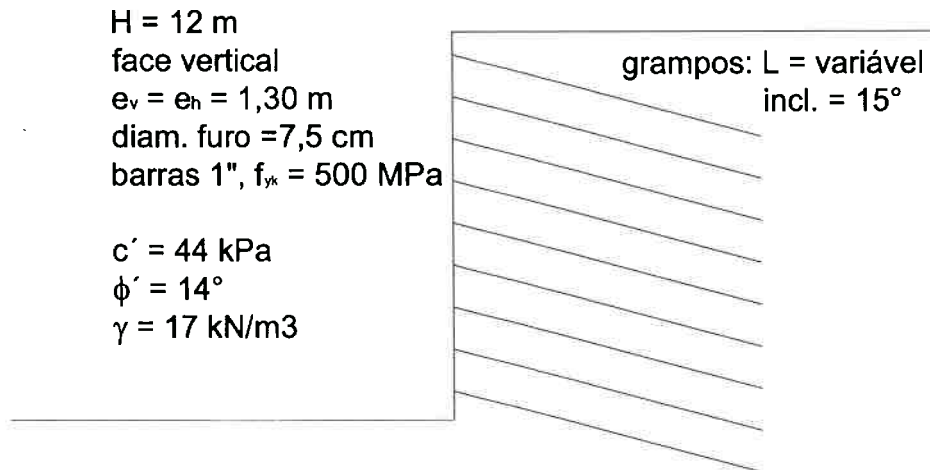 H = 12 m
face vertical
ev = eh = 1,30 m
diam. furo =7,5 cm
barras 1", fyk = 500 MPa
c´ = 44 kPa
ϕ´ = 14°
γ = 17 kN/m3
grampos: L = variável
incl. = 15°